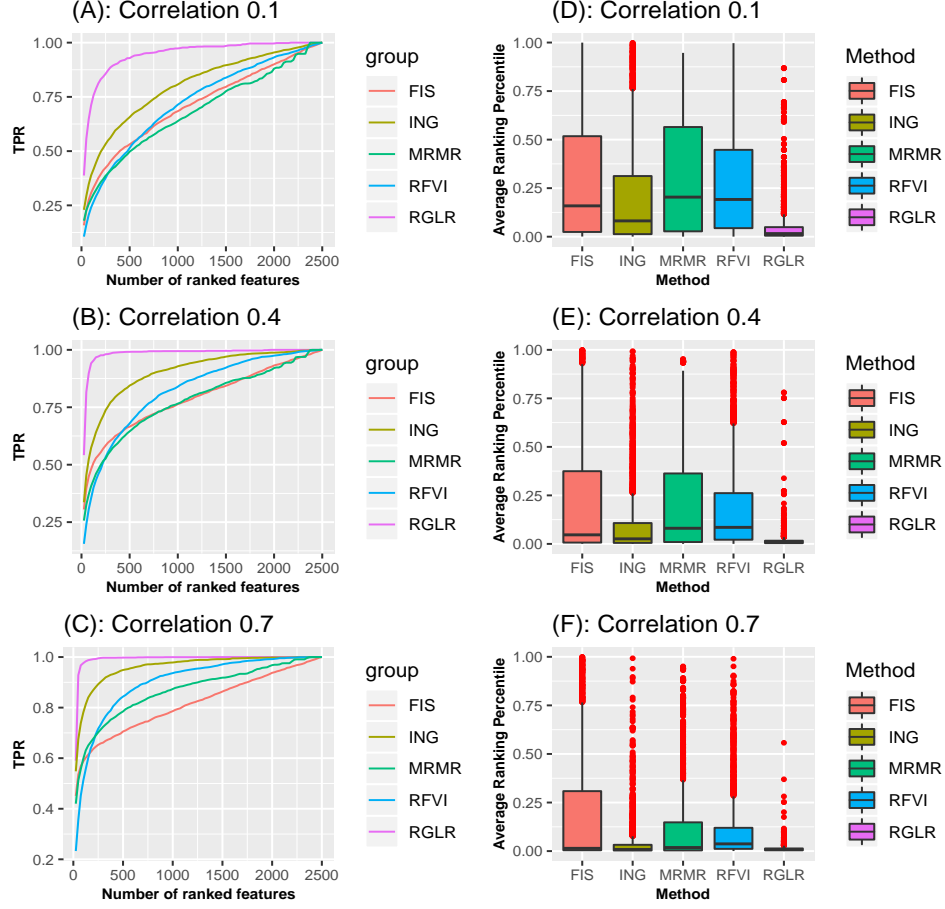 (A): Correlation 0.1
TPR
1.00
0.75
0.50
0.25
0
500
1000
1500
2000
2500
Number of ranked features
group
FIS
ING
MRMR
RFVI
RGLR
(D): Correlation 0.1
Average Ranking Percentile
1.00
0.75
0.50
0.25
0.00
FIS
ING
MRMR
RFVI
RGLR
Method
Method
FIS
ING
MRMR
RFVI
RGLR
(B): Correlation 0.4
TPR
1.00
0.75
0.50
0.25
0
500
1000
1500
2000
2500
Number of ranked features
group
FIS
ING
MRMR
RFVI
RGLR
(E): Correlation 0.4
Average Ranking Percentile
1.00
0.75
0.50
0.25
0.00
FIS
ING
MRMR
RFVI
RGLR
Method
Method
FIS
ING
MRMR
RFVI
RGLR
(C): Correlation 0.7
TPR
1.0
0.8
0.6
0.4
0.2
0
500
1000
1500
2000
2500
Number of ranked features
group
FIS
ING
MRMR
RFVI
RGLR
(F): Correlation 0.7
Average Ranking Percentile
1.00
0.75
0.50
0.25
0.00
FIS
ING
MRMR
RFVI
RGLR
Method
Method
FIS
ING
MRMR
RFVI
RGLR